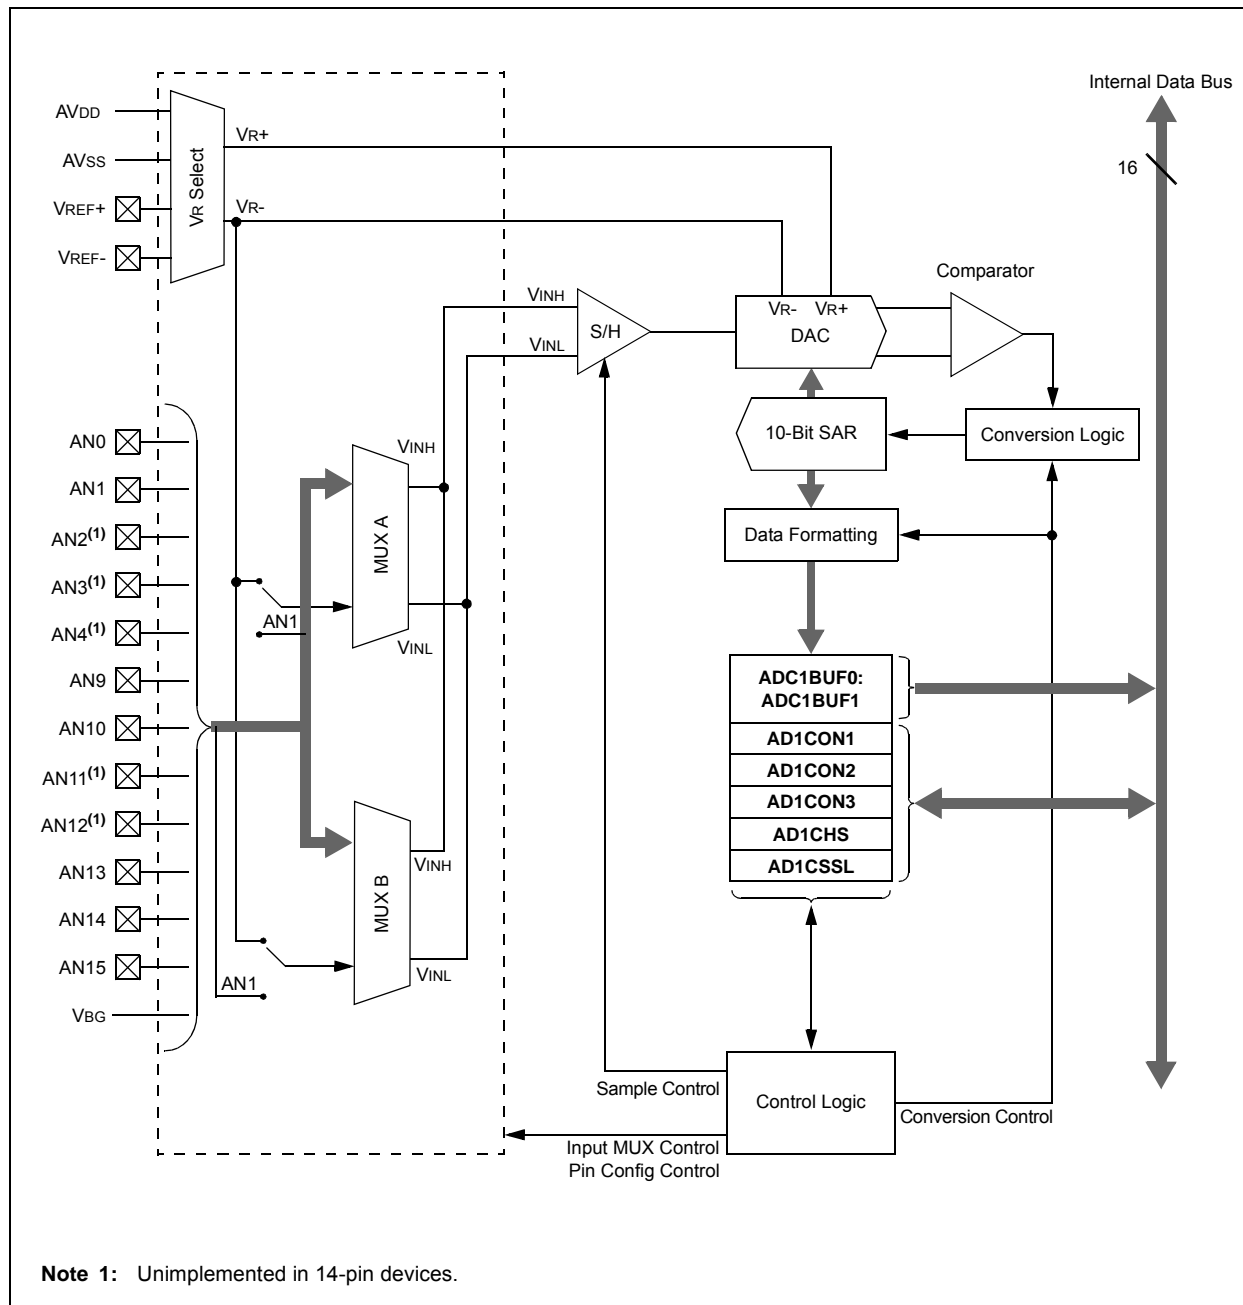 Internal Data Bus
16
AVDD
AVSS
VREF+
VREF-
VR Select
VR+
VR-
Comparator
VINH
VINL
S/H
VR- VR+
DAC
10-Bit SAR
Conversion Logic
Data Formatting
AN0
AN1
AN2(1)
AN3(1)
AN4(1)
AN9
AN10
AN11(1)
AN12(1)
AN13
AN14
AN15
VBG
VINH
MUX A
AN1
VINL
VINH
MUX B
AN1
VINL
ADC1BUF0:
ADC1BUF1
AD1CON1
AD1CON2
AD1CON3
AD1CHS
AD1CSSL
Sample Control
Control Logic
Conversion Control
Input MUX Control
Pin Config Control
Note 1: Unimplemented in 14-pin devices.